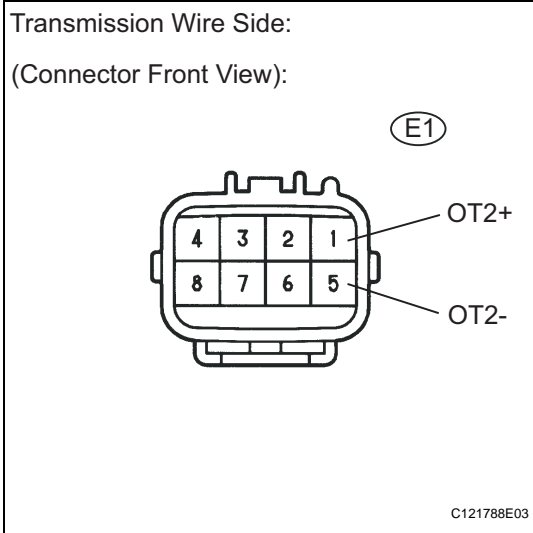 Transmission Wire Side:
(Connector Front View):
E1
OT2+
4 3 2 1
8 7 6 5
OT2-
C121788E03